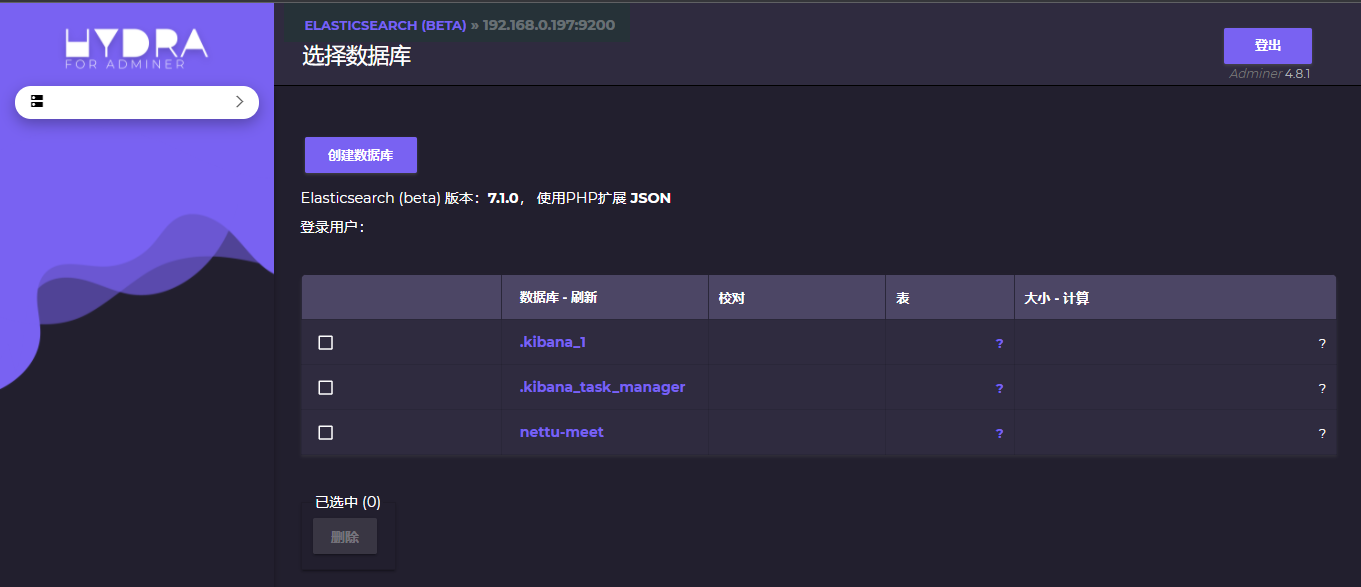 HYDRA
FOR ADMINER
ELASTICSEARCH (BETA) » 192.168.0.197:9200
选择数据库
登出
Adminer 4.8.1
创建数据库
Elasticsearch (beta) 版本：7.1.0， 使用PHP扩展 JSON
登录用户：
数据库 - 刷新 校对 表 大小 - 计算
.kibana_1 ? ?
.kibana_task_manager ? ?
nettu-meet ? ?
已选中 (0)
删除